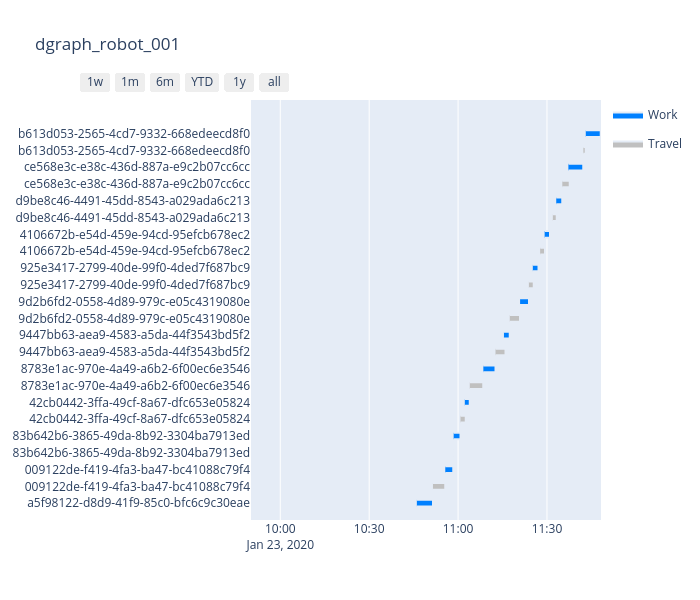 dgraph_robot_001
1w 1m 6m YTD 1y all
Work
Travel
b613d053-2565-4cd7-9332-668edeecd8f0
b613d053-2565-4cd7-9332-668edeecd8f0
ce568e3c-e38c-436d-887a-e9c2b07cc6cc
ce568e3c-e38c-436d-887a-e9c2b07cc6cc
d9be8c46-4491-45dd-8543-a029ada6c213
d9be8c46-4491-45dd-8543-a029ada6c213
4106672b-e54d-459e-94cd-95efcb678ec2
4106672b-e54d-459e-94cd-95efcb678ec2
925e3417-2799-40de-99f0-4ded7f687bc9
925e3417-2799-40de-99f0-4ded7f687bc9
9d2b6fd2-0558-4d89-979c-e05c4319080e
9d2b6fd2-0558-4d89-979c-e05c4319080e
9447bb63-aea9-4583-a5da-44f3543bd5f2
9447bb63-aea9-4583-a5da-44f3543bd5f2
8783e1ac-970e-4a49-a6b2-6f00ec6e3546
8783e1ac-970e-4a49-a6b2-6f00ec6e3546
42cb0442-3ffa-49cf-8a67-dfc653e05824
42cb0442-3ffa-49cf-8a67-dfc653e05824
83b642b6-3865-49da-8b92-3304ba7913ed
83b642b6-3865-49da-8b92-3304ba7913ed
009122de-f419-4fa3-ba47-bc41088c79f4
009122de-f419-4fa3-ba47-bc41088c79f4
a5f98122-d8d9-41f9-85c0-bfc6c9c30eae
10:00 10:30 11:00 11:30
Jan 23, 2020